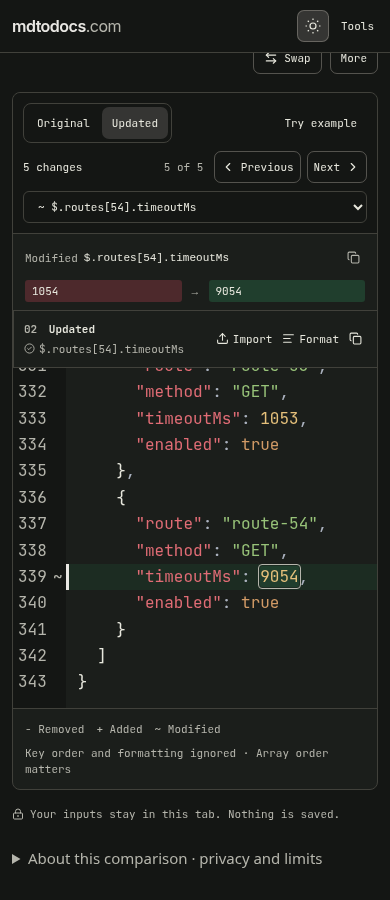 mdtodocs.com
Tools
Swap
More
Original
Updated
Try example
5 changes
5 of 5
Previous
Next
~ $.routes[54].timeoutMs
Modified $.routes[54].timeoutMs
1054 → 9054
02 Updated
$.routes[54].timeoutMs
Import
Format
332 "method": "GET",
333 "timeoutMs": 1053,
334 "enabled": true
335 },
336 {
337 "route": "route-54",
338 "method": "GET",
339 ~ "timeoutMs": 9054,
340 "enabled": true
341 }
342 ]
343 }
- Removed + Added ~ Modified
Key order and formatting ignored · Array order
matters
Your inputs stay in this tab. Nothing is saved.
About this comparison · privacy and limits